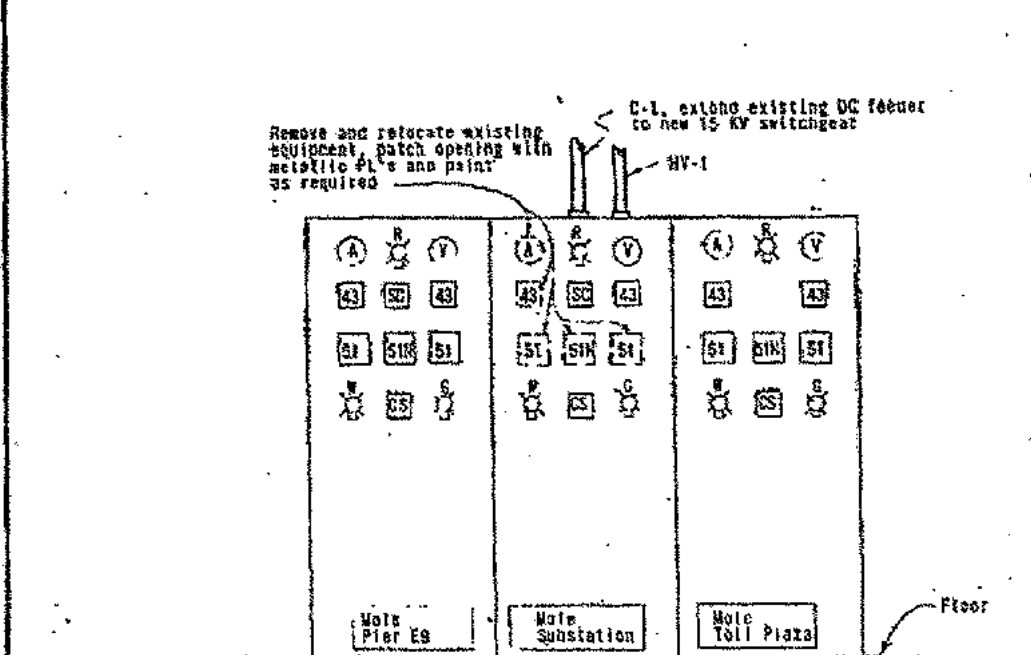 C-1, extend existing DC feeder
to new 15 KV switchgear
Remove and relocate existing
equipment, patch opening with
metallic PL's and paint
as required
HV-1
R
A V
43 SC 43
51 51N 51
W G
CS
R
A V
43 SC 43
51 51N 51
W G
CS
R
A V
43 43
51 51N 51
W G
CS
Mole
Pier E9
Mole
Substation
Mole
Toll Plaza
Floor